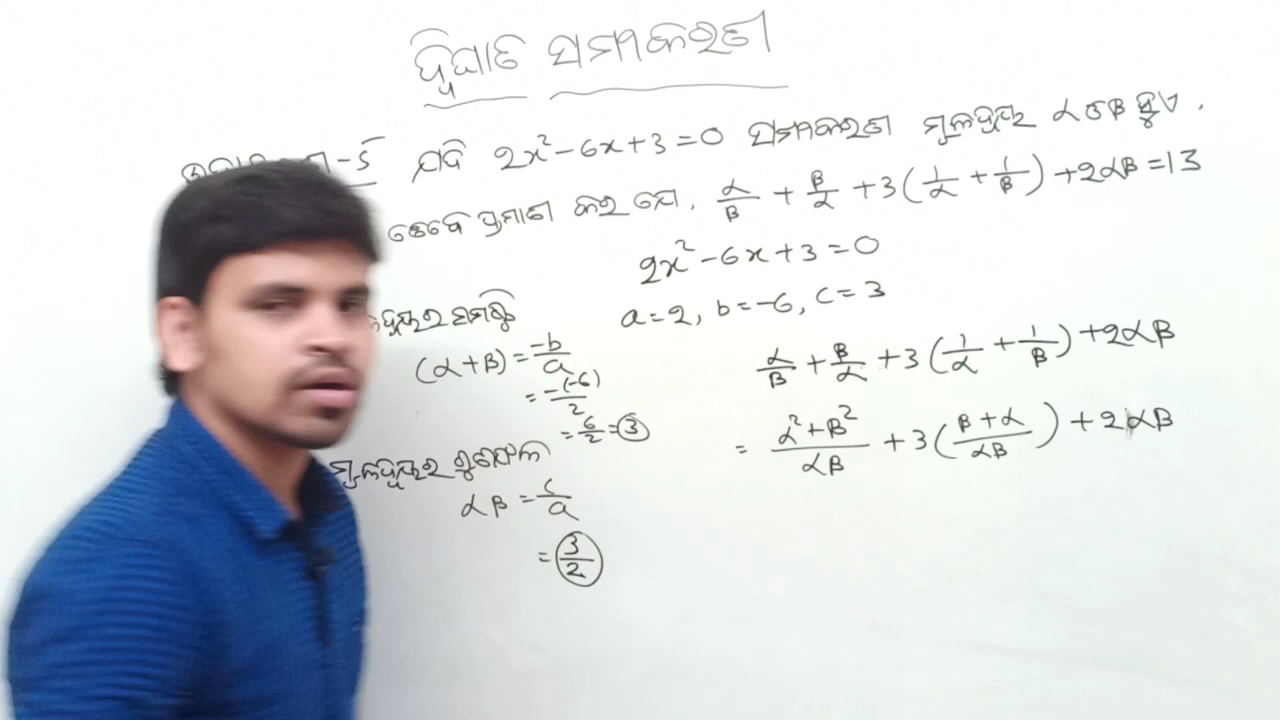 ଦ୍ୱିଘାତ ସମୀକରଣ
-5 ଯଦି 2x² - 6x + 3 = 0 ସମୀକରଣ ମୂଳଦ୍ୱୟ α ଓ β ହୁଏ .
ତେବେ ପ୍ରମାଣ କର ଯେ, α/β + β/α + 3(1/α + 1/β) + 2αβ = 13
2x² - 6x + 3 = 0
a = 2, b = -6, c = 3
ସମଷ୍ଟି
(α + β) = -b/a
= -(-6)/2
= 6/2 = 3
ମୂଳଦ୍ୱୟର ଗୁଣଫଳ
αβ = c/a
= 3/2
α/β + β/α + 3(1/α + 1/β) + 2αβ
= (α² + β²)/αβ + 3((β + α)/αβ) + 2αβ